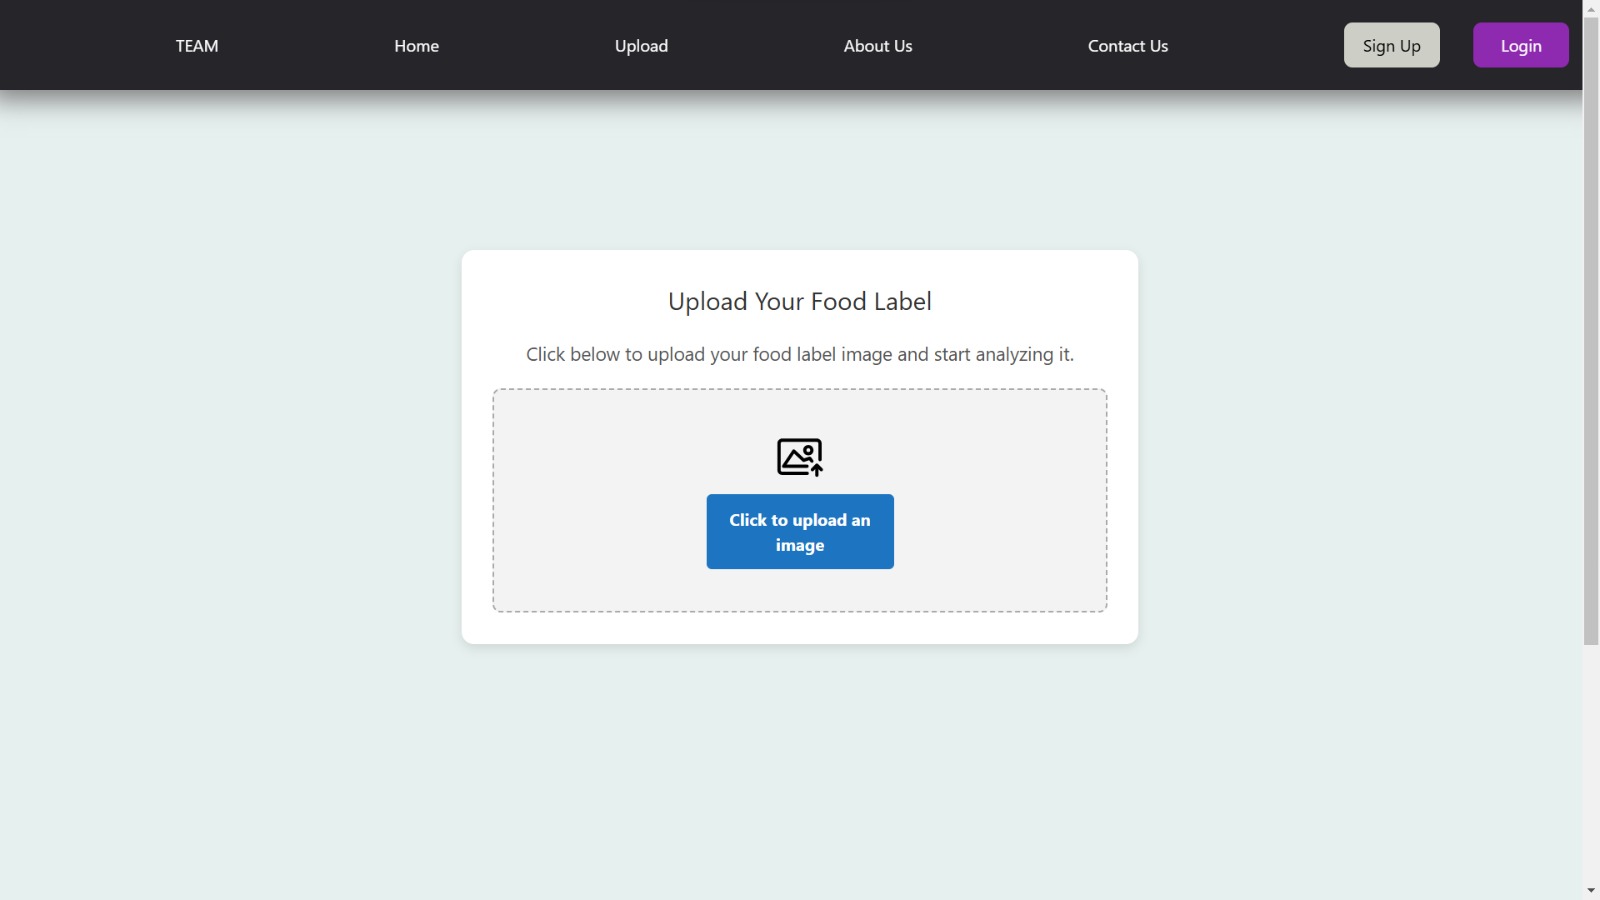 TEAM Home Upload About Us Contact Us Sign Up Login
Upload Your Food Label
Click below to upload your food label image and start analyzing it.
Click to upload an
image